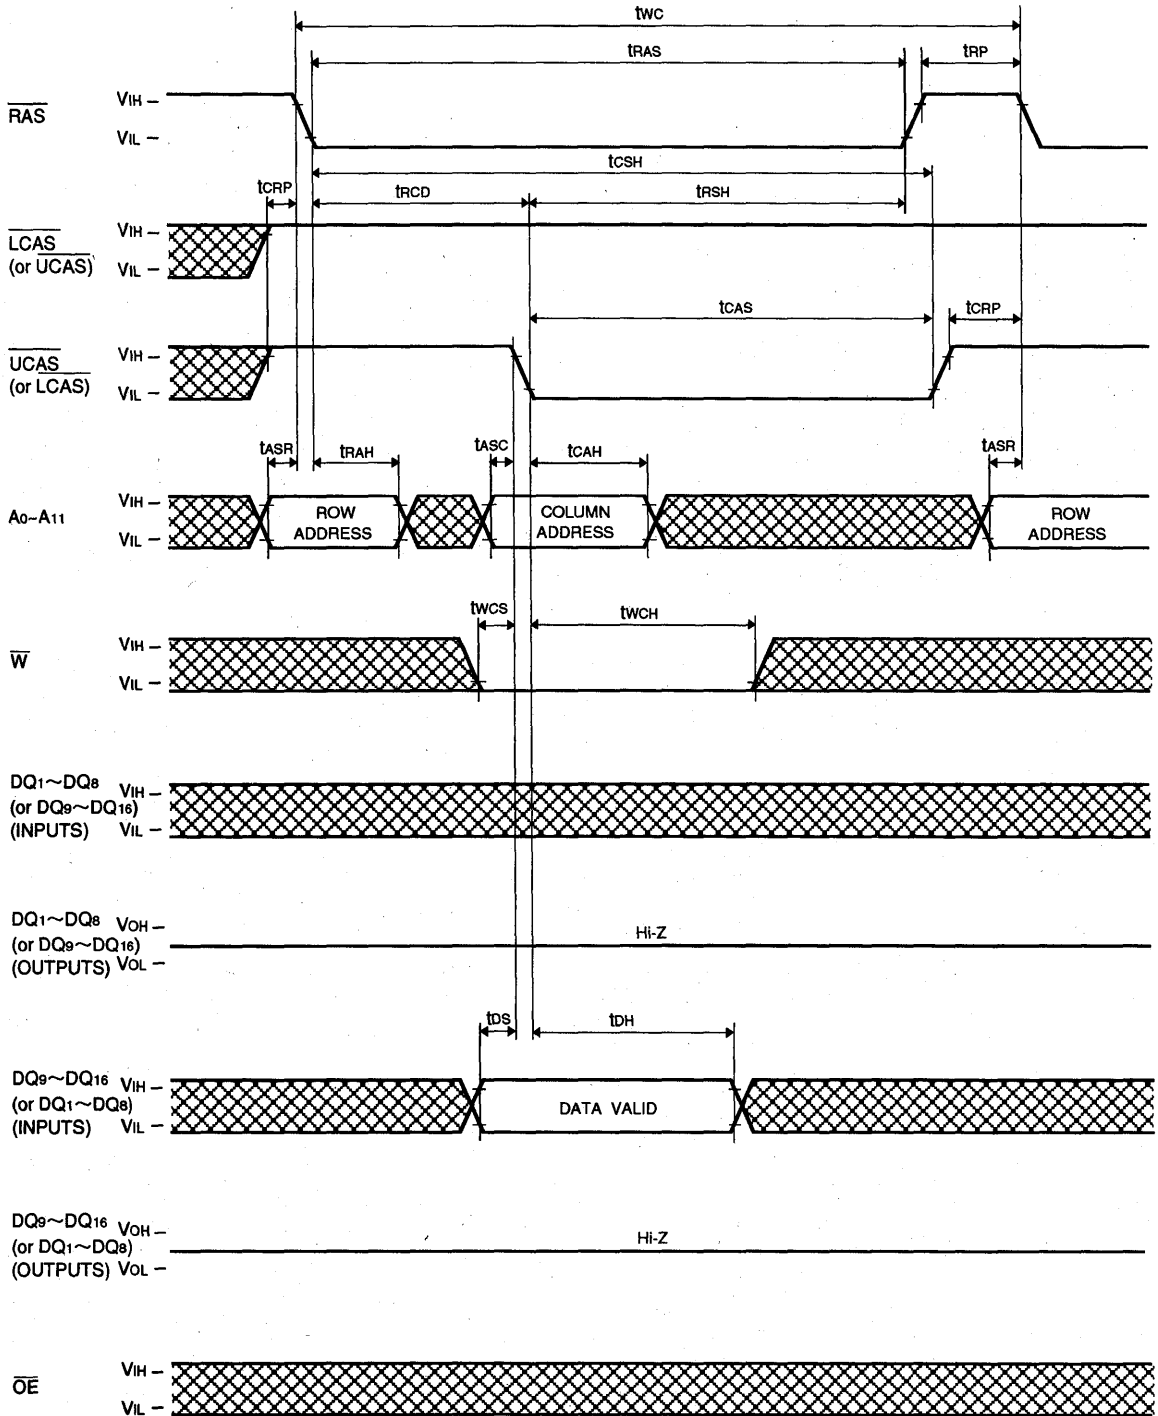 tWC
tRAS tRP
RAS VIH
VIL
tCSH
tCRP tRCD tRSH
LCAS VIH
(or UCAS) VIL
tCAS tCRP
UCAS VIH
(or LCAS) VIL
tASR tRAH tASC tCAH tASR
A0~A11 VIH ROW ADDRESS COLUMN ADDRESS ROW ADDRESS
VIL
tWCS tWCH
W VIH
VIL
DQ1~DQ8 VIH
(or DQ9~DQ16)
(INPUTS) VIL
DQ1~DQ8 VOH
(or DQ9~DQ16) Hi-Z
(OUTPUTS) VOL
tDS tDH
DQ9~DQ16 VIH
(or DQ1~DQ8) DATA VALID
(INPUTS) VIL
DQ9~DQ16 VOH
(or DQ1~DQ8) Hi-Z
(OUTPUTS) VOL
OE VIH
VIL